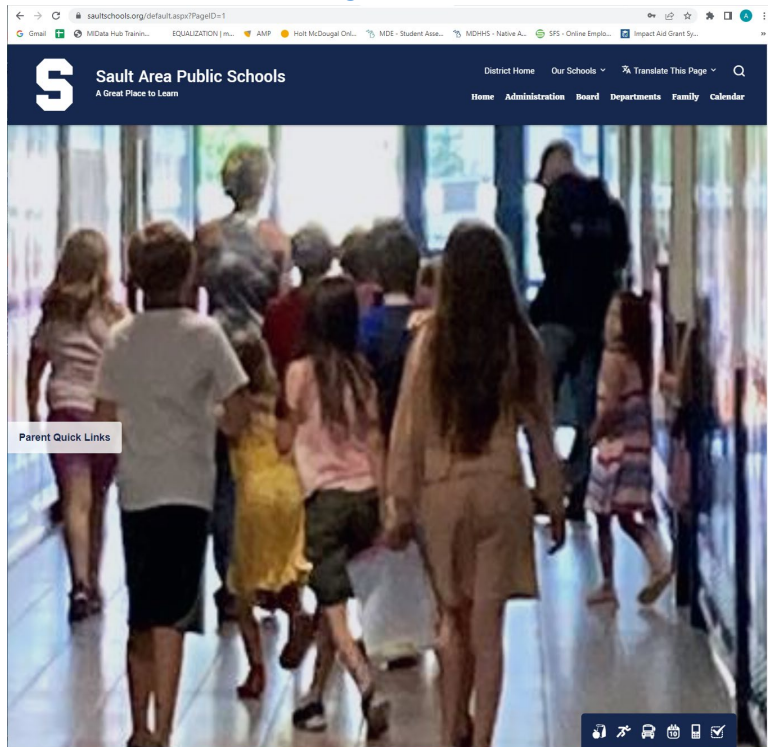 saultschools.org/default.aspx?PageID=1
A
Gmail MIData Hub Trainin... EQUALIZATION | m... AMP Holt McDougal Onl... MDE - Student Asse... MDHHS - Native A... SFS - Online Emplo... Impact Aid Grant Sy... »
S
Sault Area Public Schools
A Great Place to Learn
District Home Our Schools Translate This Page
Home Administration Board Departments Family Calendar
Parent Quick Links
10